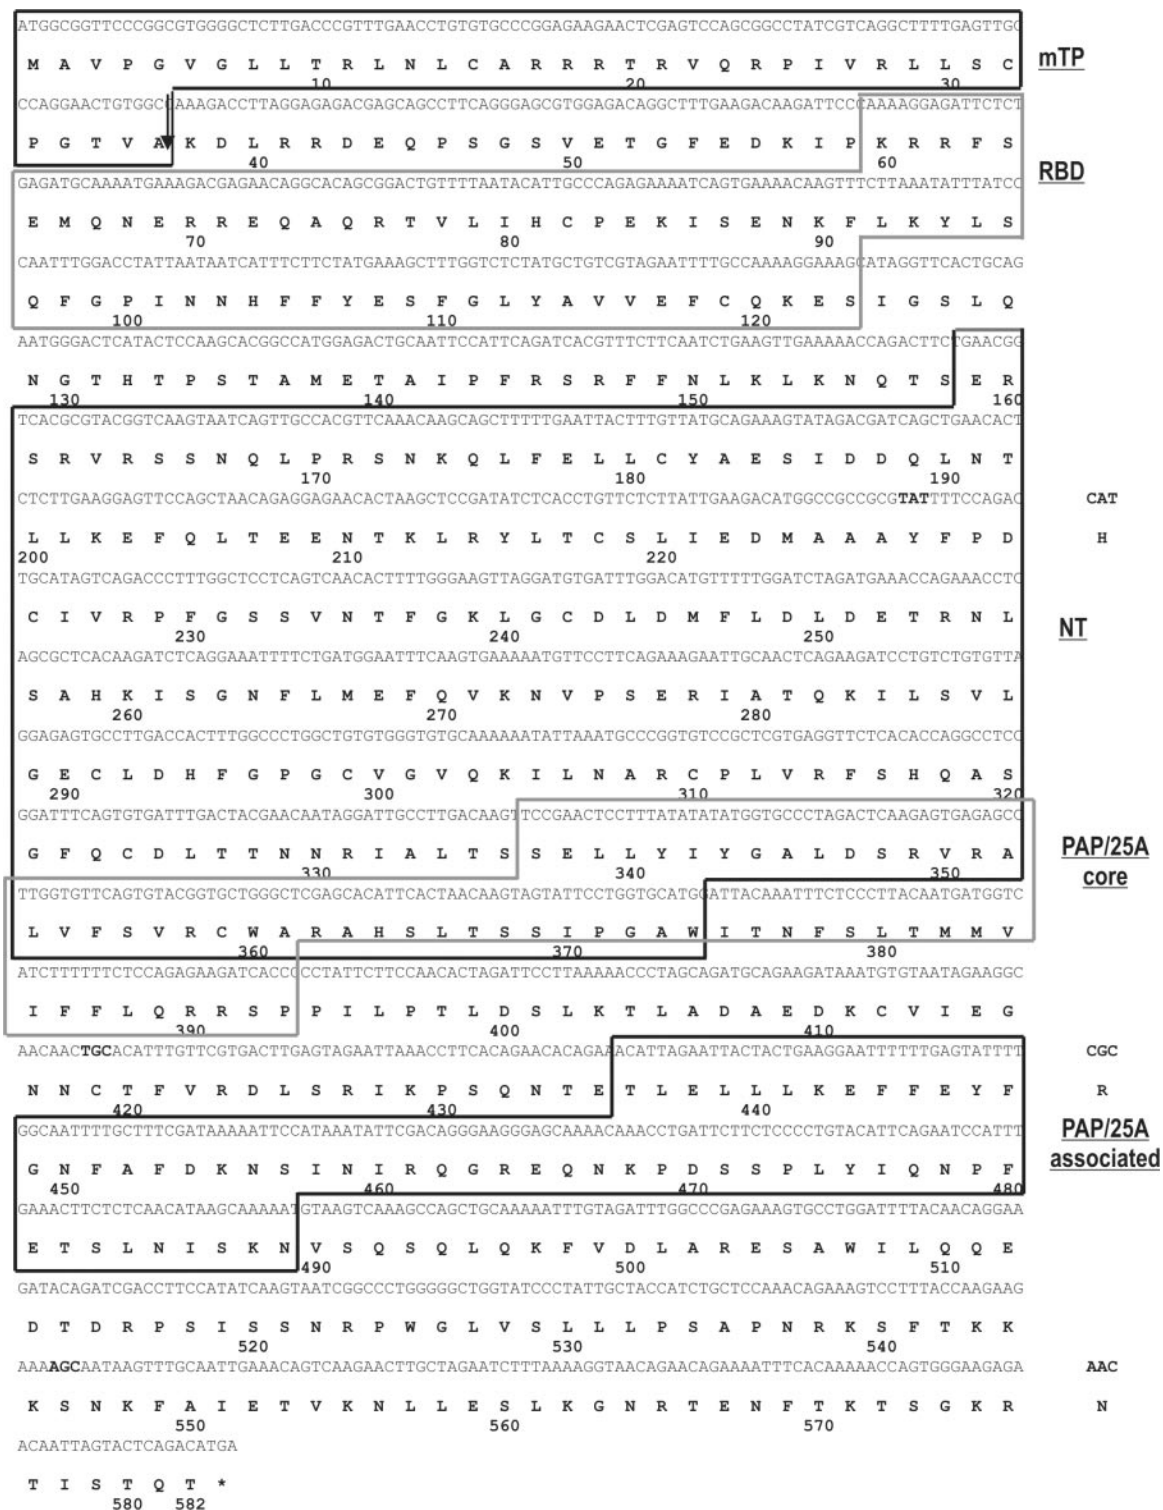 ATGGCGGTTCCCGGCGTGGGGCTCTTGACCCGTTTGAACCTGTGTGCCCGGAGAAGAACTCGAGTCCAGCGGCCTATCGTCAGGCTTTTGAGTTGC
M A V P G V G L L T R L N L C A R R R T R V Q R P I V R L L S C mTP
10 20 30
CCAGGAACTGTGGCCAAAGACCTTAGGAGAGACGAGCAGCCTTCAGGGAGCGTGGAGACAGGCTTTGAAGACAAGATTCCCAAAAGGAGATTCTCT
P G T V A K D L R R D E Q P S G S V E T G F E D K I P K R R F S
40 50 60 RBD
GAGATGCAAAATGAAAGACGAGAACAGGCACAGCGGACTGTTTTAATACATTGCCCAGAGAAAATCAGTGAAAACAAGTTTCTTAAATATTTATCC
E M Q N E R R E Q A Q R T V L I H C P E K I S E N K F L K Y L S
70 80 90
CAATTTGGACCTATTAATAATCATTTCTTCTATGAAAGCTTTGGTCTCTATGCTGTCGTAGAATTTTGCCAAAAGGAAAGCATAGGTTCACTGCAG
Q F G P I N N H F F Y E S F G L Y A V V E F C Q K E S I G S L Q
100 110 120
AATGGGACTCATACTCCAAGCACGGCCATGGAGACTGCAATTCCATTCAGATCACGTTTCTTCAATCTGAAGTTGAAAAACCAGACTTCTGAACGG
N G T H T P S T A M E T A I P F R S R F F N L K L K N Q T S E R
130 140 150 160
TCACGCGTACGGTCAAGTAATCAGTTGCCACGTTCAAACAAGCAGCTTTTTGAATTACTTTGTTATGCAGAAAGTATAGACGATCAGCTGAACACT
S R V R S S N Q L P R S N K Q L F E L L C Y A E S I D D Q L N T
170 180 190
CTCTTGAAGGAGTTCCAGCTAACAGAGGAGAACACTAAGCTCCGATATCTCACCTGTTCTCTTATTGAAGACATGGCCGCCGCGTATTTTCCAGAC CAT
L L K E F Q L T E E N T K L R Y L T C S L I E D M A A A Y F P D H
200 210 220
TGCATAGTCAGACCCTTTGGCTCCTCAGTCAACACTTTTGGGAAGTTAGGATGTGATTTGGACATGTTTTTGGATCTAGATGAAACCAGAAACCTG
C I V R P F G S S V N T F G K L G C D L D M F L D L D E T R N L NT
230 240 250
AGCGCTCACAAGATCTCAGGAAATTTTCTGATGGAATTTCAAGTGAAAAATGTTCCTTCAGAAAGAATTGCAACTCAGAAGATCCTGTCTGTGTTA
S A H K I S G N F L M E F Q V K N V P S E R I A T Q K I L S V L
260 270 280
GGAGAGTGCCTTGACCACTTTGGCCCTGGCTGTGTGGGTGTGCAAAAAATATTAAATGCCCGGTGTCCGCTCGTGAGGTTCTCACACCAGGCCTCC
G E C L D H F G P G C V G V Q K I L N A R C P L V R F S H Q A S
290 300 310 320
GGATTTCAGTGTGATTTGACTACGAACAATAGGATTGCCTTGACAAGTTCCGAACTCCTTTATATATATGGTGCCCTAGACTCAAGAGTGAGAGCC
G F Q C D L T T N N R I A L T S S E L L Y I Y G A L D S R V R A PAP/25A core
330 340 350
TTGGTGTTCAGTGTACGGTGCTGGGCTCGAGCACATTCACTAACAAGTAGTATTCCTGGTGCATGGATTACAAATTTCTCCCTTACAATGATGGTC
L V F S V R C W A R A H S L T S S I P G A W I T N F S L T M M V
360 370 380
ATCTTTTTTCTCCAGAGAAGATCACCCCCTATTCTTCCAACACTAGATTCCTTAAAAACCCTAGCAGATGCAGAAGATAAATGTGTAATAGAAGGC
I F F L Q R R S P P I L P T L D S L K T L A D A E D K C V I E G
390 400 410
AACAACTGCACATTTGTTCGTGACTTGAGTAGAATTAAACCTTCACAGAACACAGAAACATTAGAATTACTACTGAAGGAATTTTTTGAGTATTTT CGC
N N C T F V R D L S R I K P S Q N T E T L E L L L K E F F E Y F R
420 430 440
GGCAATTTTGCTTTCGATAAAAATTCCATAAATATTCGACAGGGAAGGGAGCAAAACAAACCTGATTCTTCTCCCCTGTACATTCAGAATCCATTT
G N F A F D K N S I N I R Q G R E Q N K P D S S P L Y I Q N P F PAP/25A associated
450 460 470 480
GAAACTTCTCTCAACATAAGCAAAAATGTAAGTCAAAGCCAGCTGCAAAAATTTGTAGATTTGGCCCGAGAAAGTGCCTGGATTTTACAACAGGAA
E T S L N I S K N V S Q S Q L Q K F V D L A R E S A W I L Q Q E
490 500 510
GATACAGATCGACCTTCCATATCAAGTAATCGGCCCTGGGGGCTGGTATCCCTATTGCTACCATCTGCTCCAAACAGAAAGTCCTTTACCAAGAAG
D T D R P S I S S N R P W G L V S L L L P S A P N R K S F T K K
520 530 540
AAAAGCAATAAGTTTGCAATTGAAACAGTCAAGAACTTGCTAGAATCTTTAAAAGGTAACAGAACAGAAAATTTCACAAAAACCAGTGGGAAGAGA AAC
K S N K F A I E T V K N L L E S L K G N R T E N F T K T S G K R N
550 560 570
ACAATTAGTACTCAGACATGA
T I S T Q T *
580 582